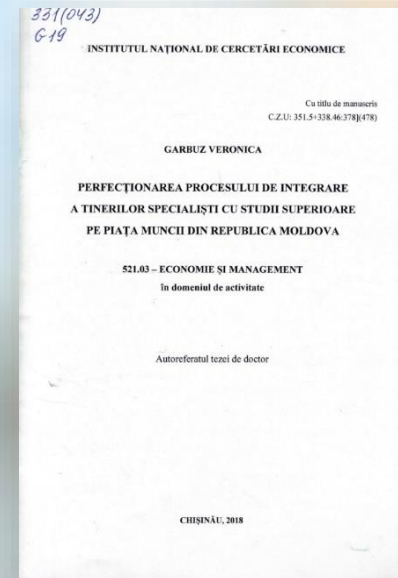 331(043)
G19
INSTITUTUL NAȚIONAL DE CERCETĂRI ECONOMICE
Cu titlu de manuscris
C.Z.U: 351.5+338.46:378](478)
GARBUZ VERONICA
PERFECȚIONAREA PROCESULUI DE INTEGRARE
A TINERILOR SPECIALIȘTI CU STUDII SUPERIOARE
PE PIAȚA MUNCII DIN REPUBLICA MOLDOVA
521.03 – ECONOMIE ȘI MANAGEMENT
în domeniul de activitate
Autoreferatul tezei de doctor
CHIȘINĂU, 2018